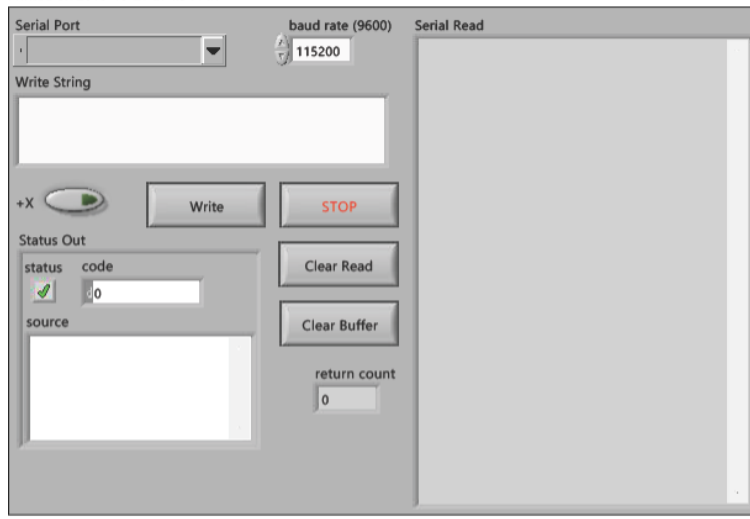 Serial Port
baud rate (9600)
115200
Serial Read
Write String
+X
Write
STOP
Status Out
status
code
d0
Clear Read
source
Clear Buffer
return count
0